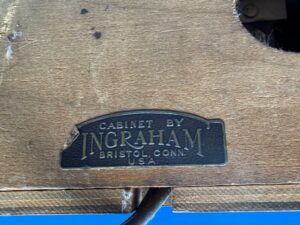 CABINET BY
INGRAHAM
BRISTOL, CONN.
U.S.A.